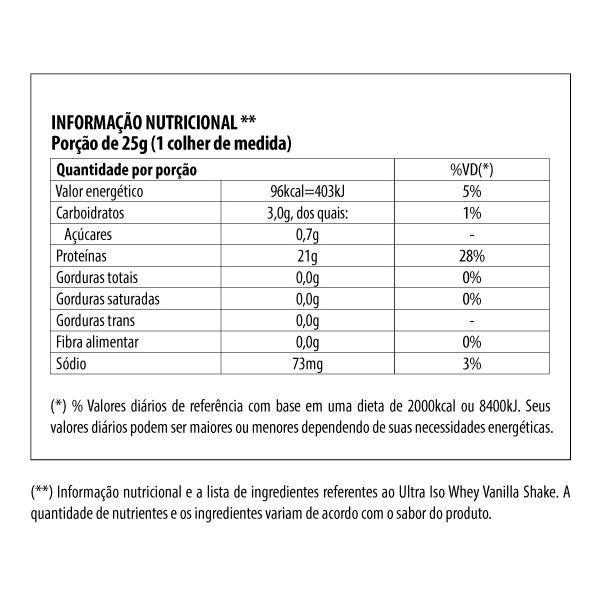 INFORMAÇÃO NUTRICIONAL **
Porção de 25g (1 colher de medida)
Quantidade por porção %VD(*)
Valor energético 96kcal=403kJ 5%
Carboidratos 3,0g, dos quais: 1%
Açúcares 0,7g -
Proteínas 21g 28%
Gorduras totais 0,0g 0%
Gorduras saturadas 0,0g 0%
Gorduras trans 0,0g -
Fibra alimentar 0,0g 0%
Sódio 73mg 3%
(*) % Valores diários de referência com base em uma dieta de 2000kcal ou 8400kJ. Seus
valores diários podem ser maiores ou menores dependendo de suas necessidades energéticas.
(**) Informação nutricional e a lista de ingredientes referentes ao Ultra Iso Whey Vanilla Shake. A
quantidade de nutrientes e os ingredientes variam de acordo com o sabor do produto.